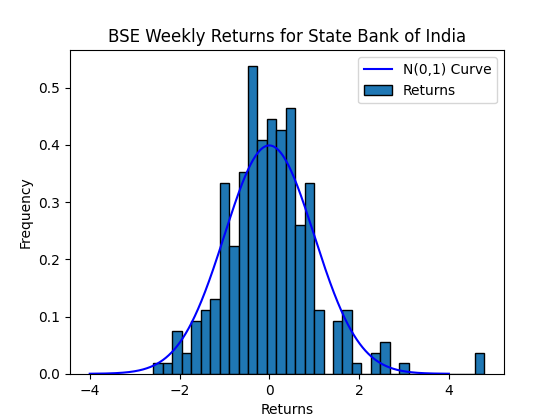 BSE Weekly Returns for State Bank of India
N(0,1) Curve
Returns
Frequency
0.5
0.4
0.3
0.2
0.1
0.0
−4 −2 0 2 4
Returns